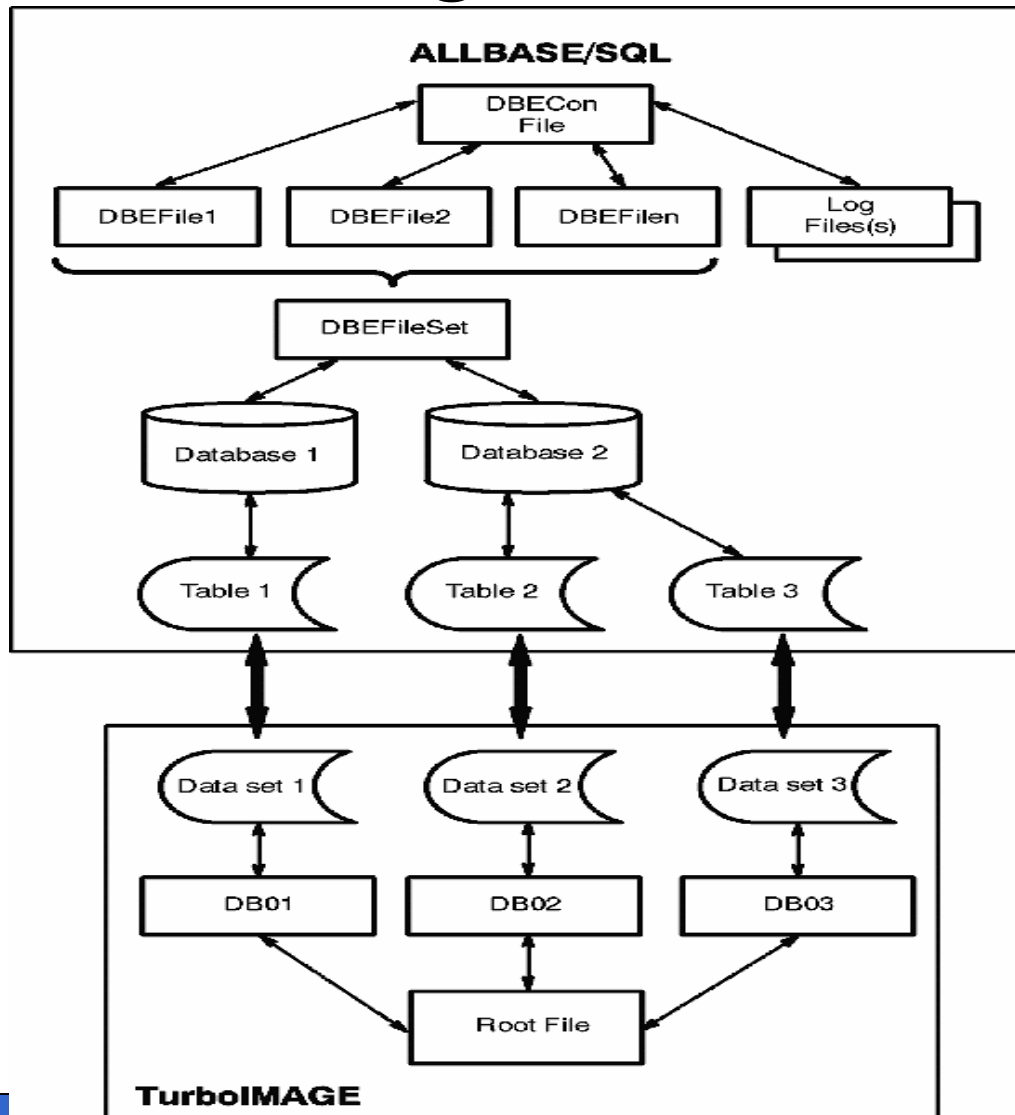 ALLBASE/SQL
DBECon
File
DBEFile1
DBEFile2
DBEFilen
Log
Files(s)
DBEFileSet
Database 1
Database 2
Table 1
Table 2
Table 3
Data set 1
Data set 2
Data set 3
DB01
DB02
DB03
Root File
TurboIMAGE